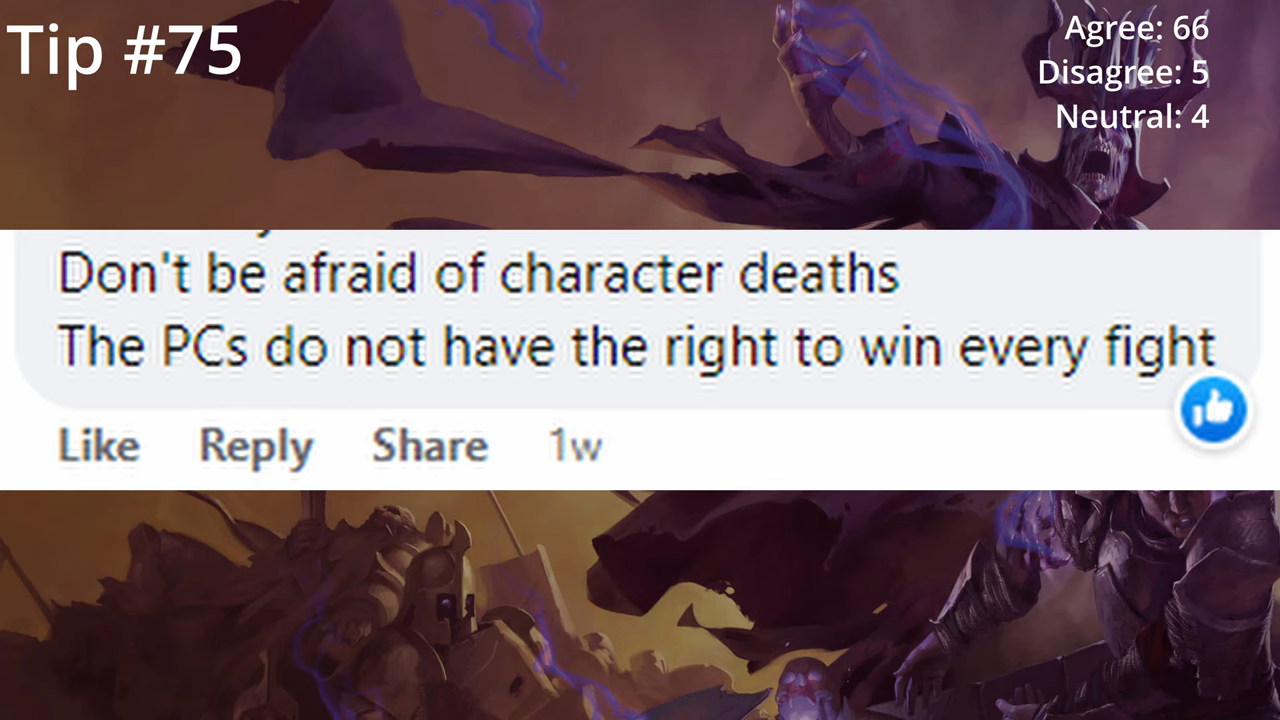 Tip #75
Agree: 66
Disagree: 5
Neutral: 4
Don't be afraid of character deaths
The PCs do not have the right to win every fight
Like Reply Share 1w